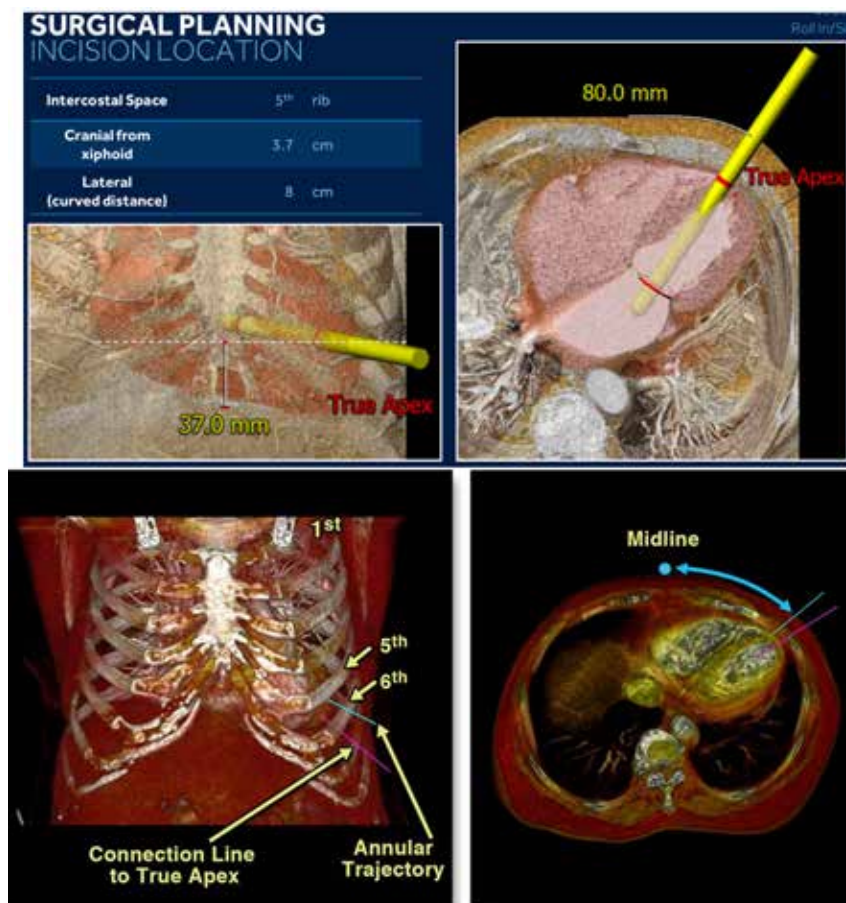 SURGICAL PLANNING
INCISION LOCATION
Intercostal Space 5th rib
Cranial from
xiphoid 3.7 cm
Lateral
(curved distance) 8 cm
80.0 mm
True Apex
True Apex
37.0 mm
1st
5th
6th
Connection Line
to True Apex
Annular
Trajectory
Midline